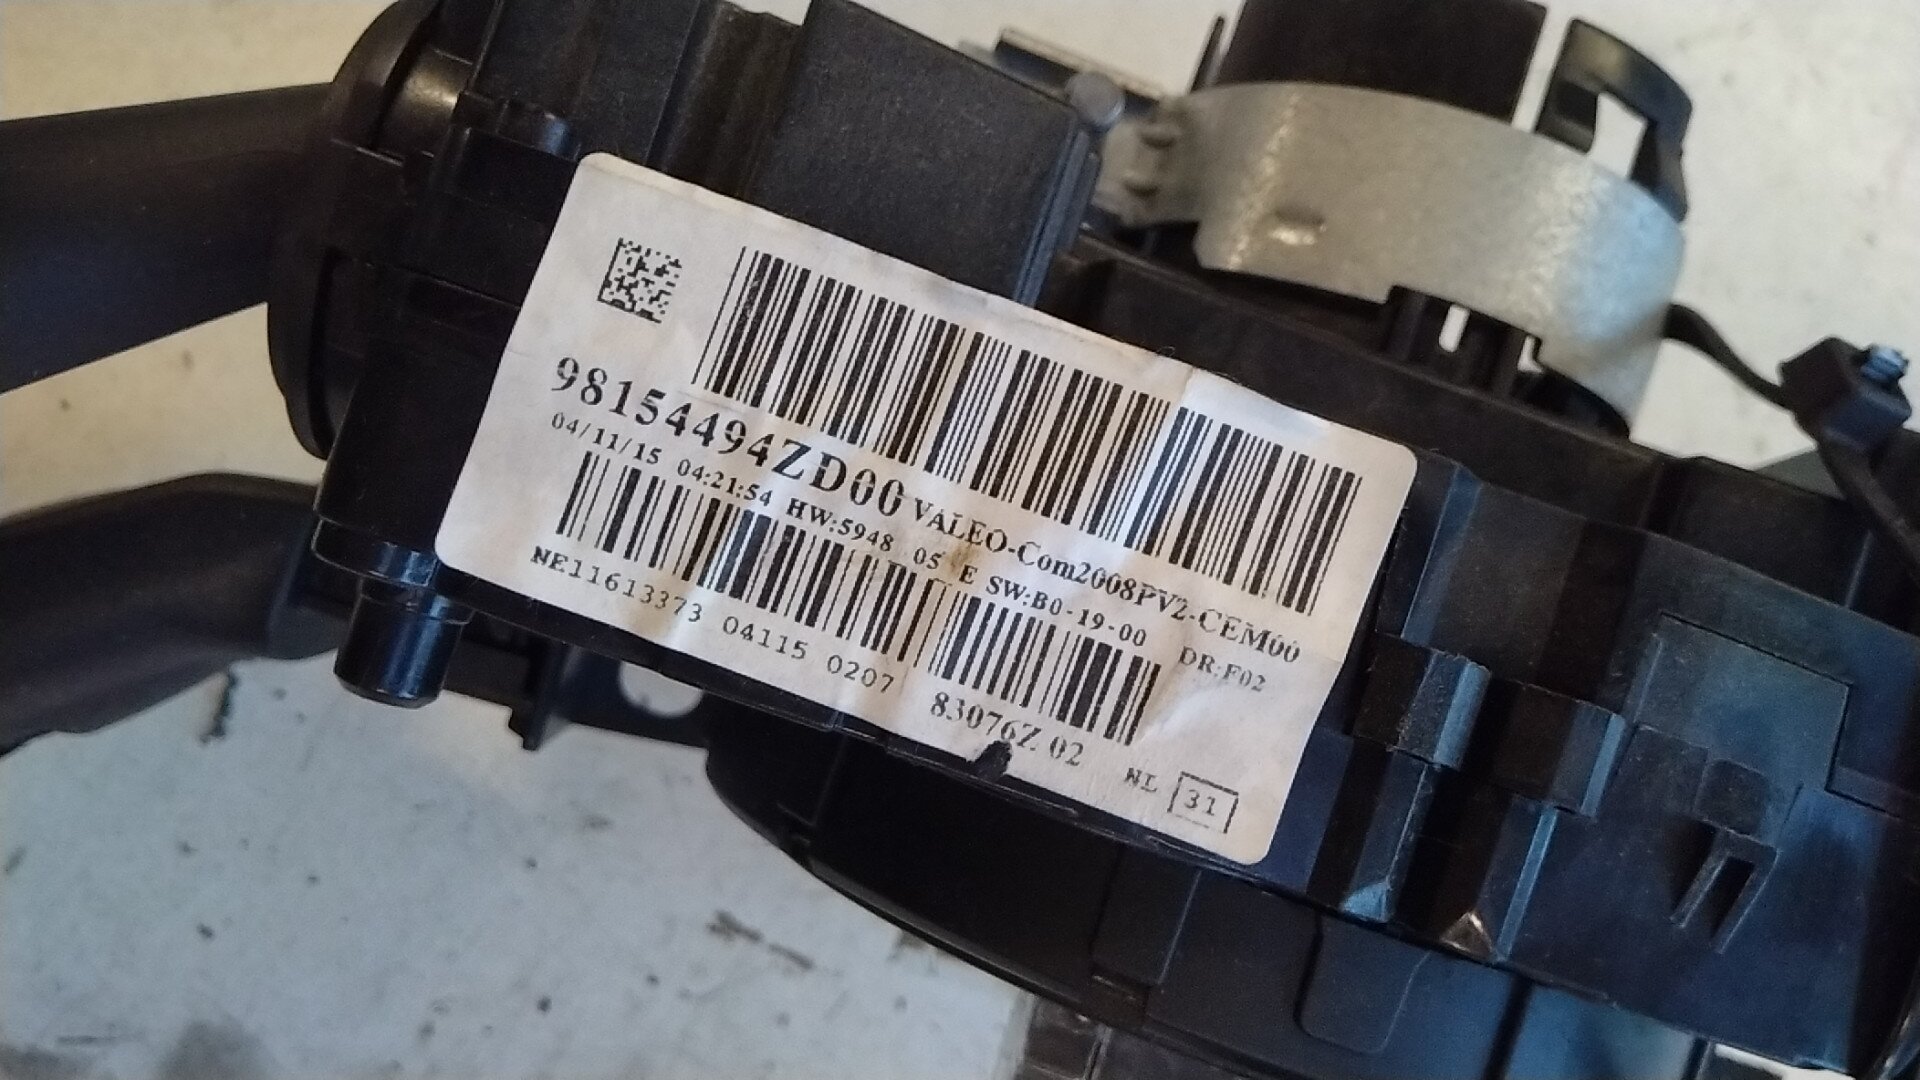 98154494ZD00 VALEO-Com2008PV2-CEM00
04/11/15 04:21:54 HW:5948 05 E SW:B0-19-00 DR:F02
NE11613373 04115 0207
83076Z 02
NL 31